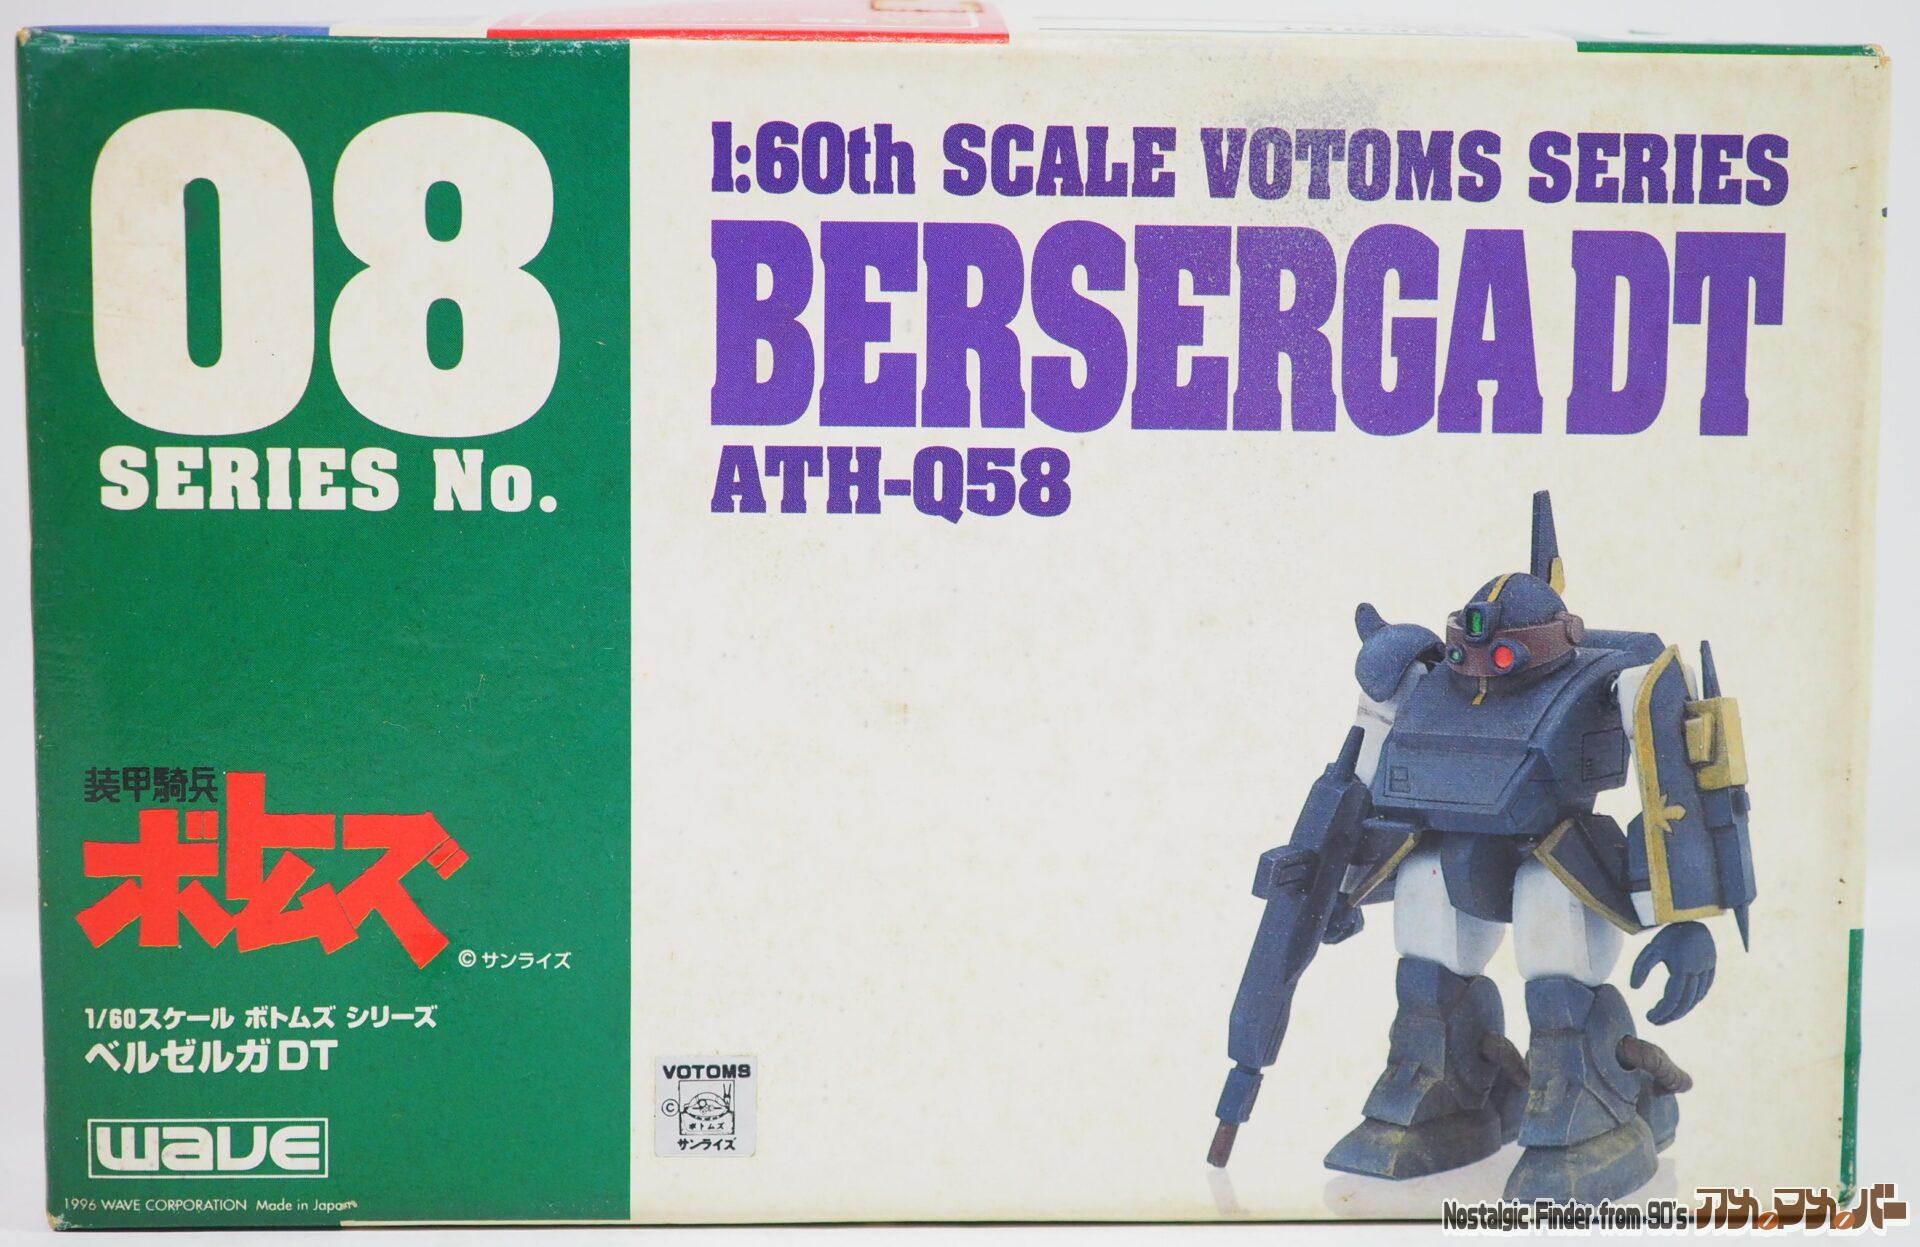 08
SERIES No.
1:60th SCALE VOTOMS SERIES
BERSERGA DT
ATH-Q58
装甲騎兵
ボトムズ
©サンライズ
1/60スケール ボトムズ シリーズ
ベルゼルガDT
WAVE
1996 WAVE CORPORATION Made in Japan
VOTOMS
©
ボトムズ
サンライズ
Nostalgic Finder from 90's